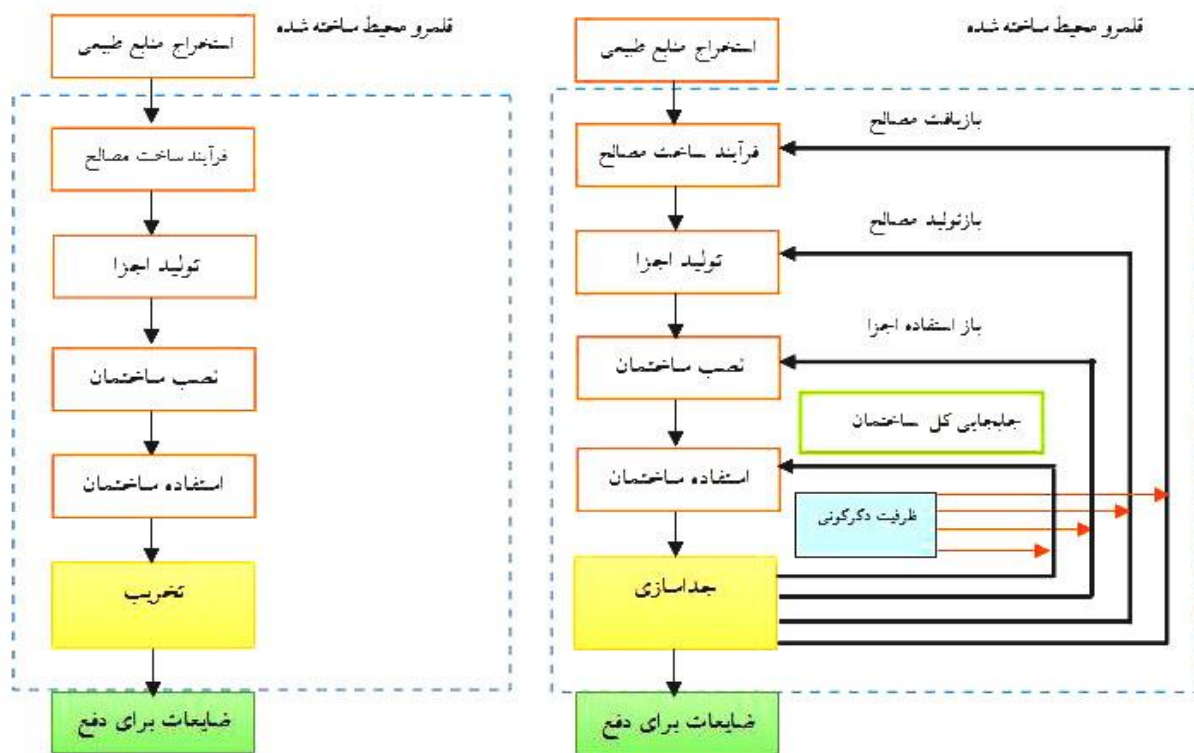 قلمرو محیط ساخته شده
استخراج منابع طبیعی
فرآیند ساخت مصالح
بازیافت مصالح
تولید اجزا
بازتولید مصالح
نصب ساختمان
باز استفاده اجزا
جابجایی کل ساختمان
استفاده ساختمان
ظرفیت دگرگونی
جداسازی
ضایعات برای دفع
قلمرو محیط ساخته شده
استخراج منابع طبیعی
فرآیند ساخت مصالح
تولید اجزا
نصب ساختمان
استفاده ساختمان
تخریب
ضایعات برای دفع